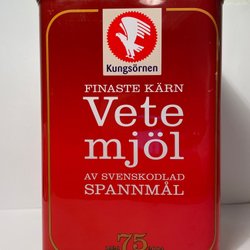 Kungsörnen
FINASTE KÄRN
Vete
mjöl
AV SVENSKODLAD
SPANNMÅL
75